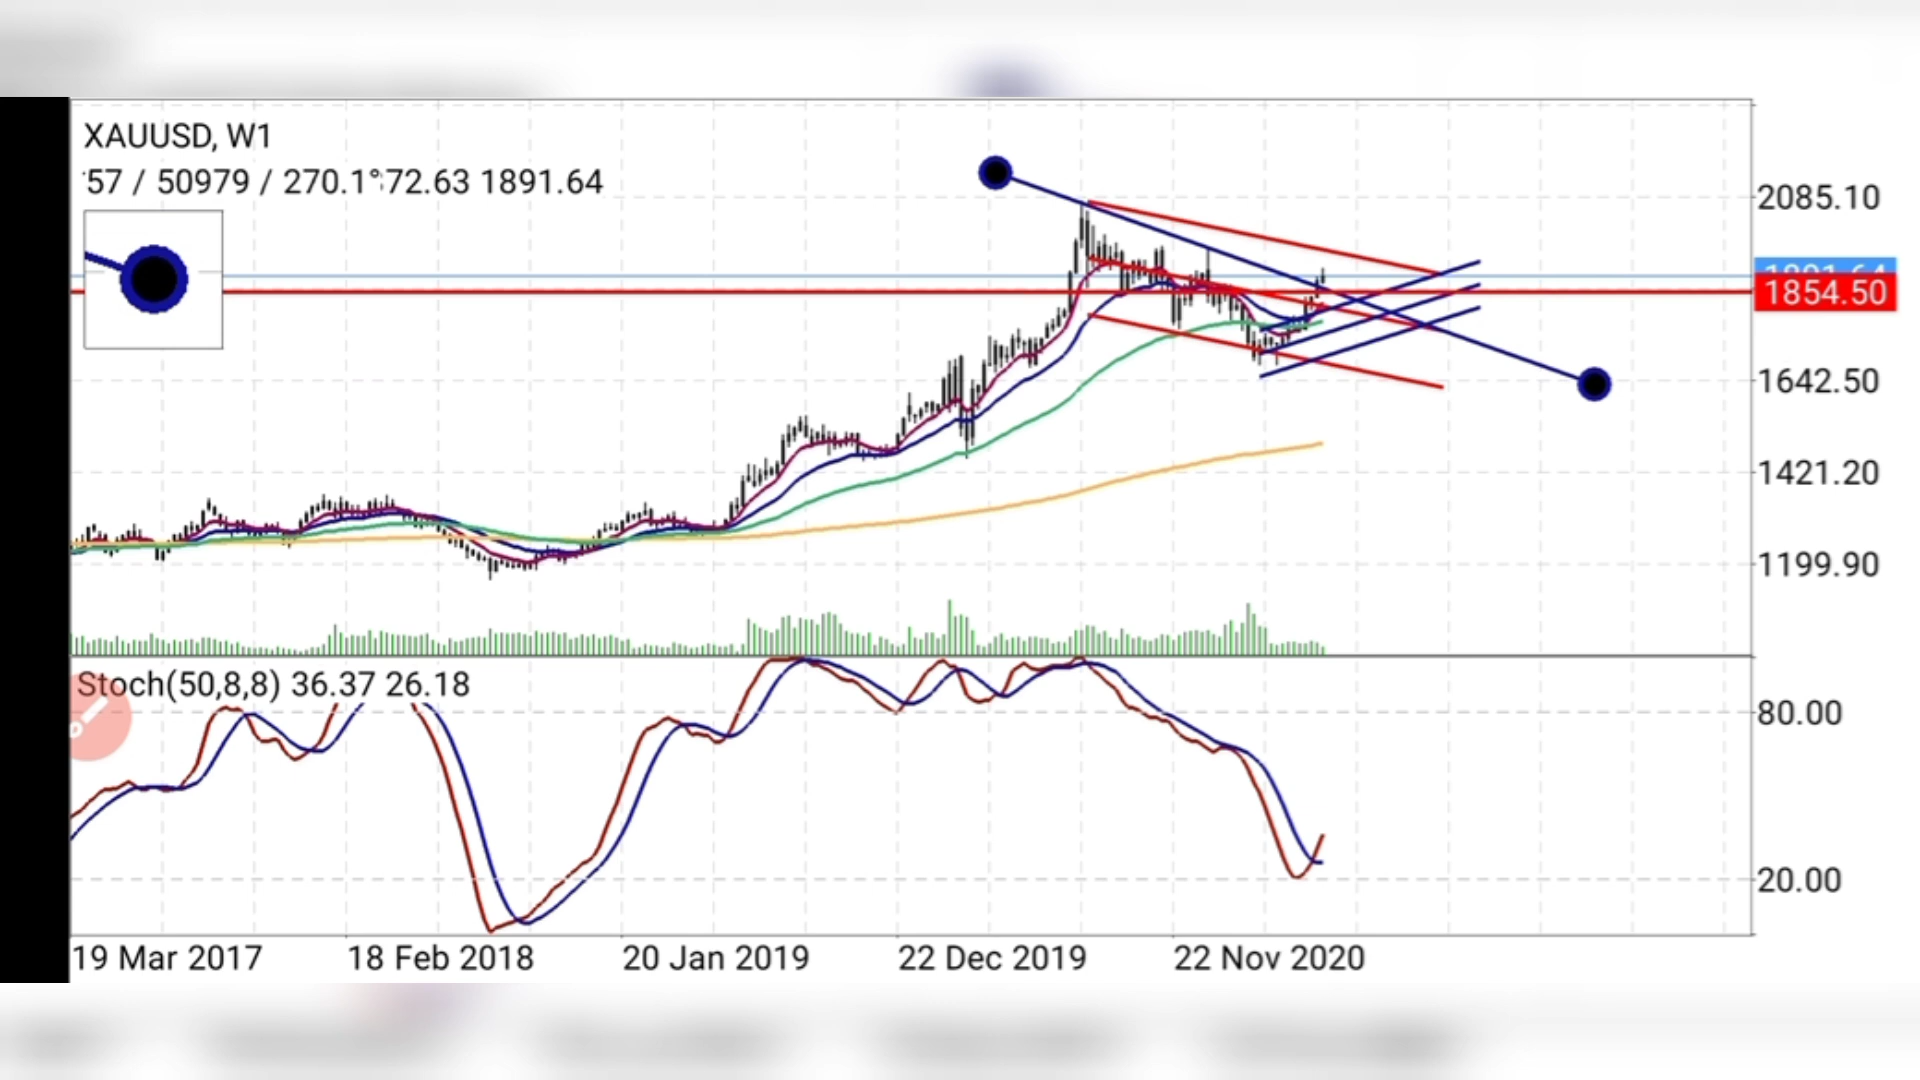 XAUUSD, W1
57 / 50979 / 270.1° 72.63 1891.64
2085.10
1891.64
1854.50
1642.50
1421.20
1199.90
Stoch(50,8,8) 36.37 26.18
80.00
20.00
19 Mar 2017 18 Feb 2018 20 Jan 2019 22 Dec 2019 22 Nov 2020